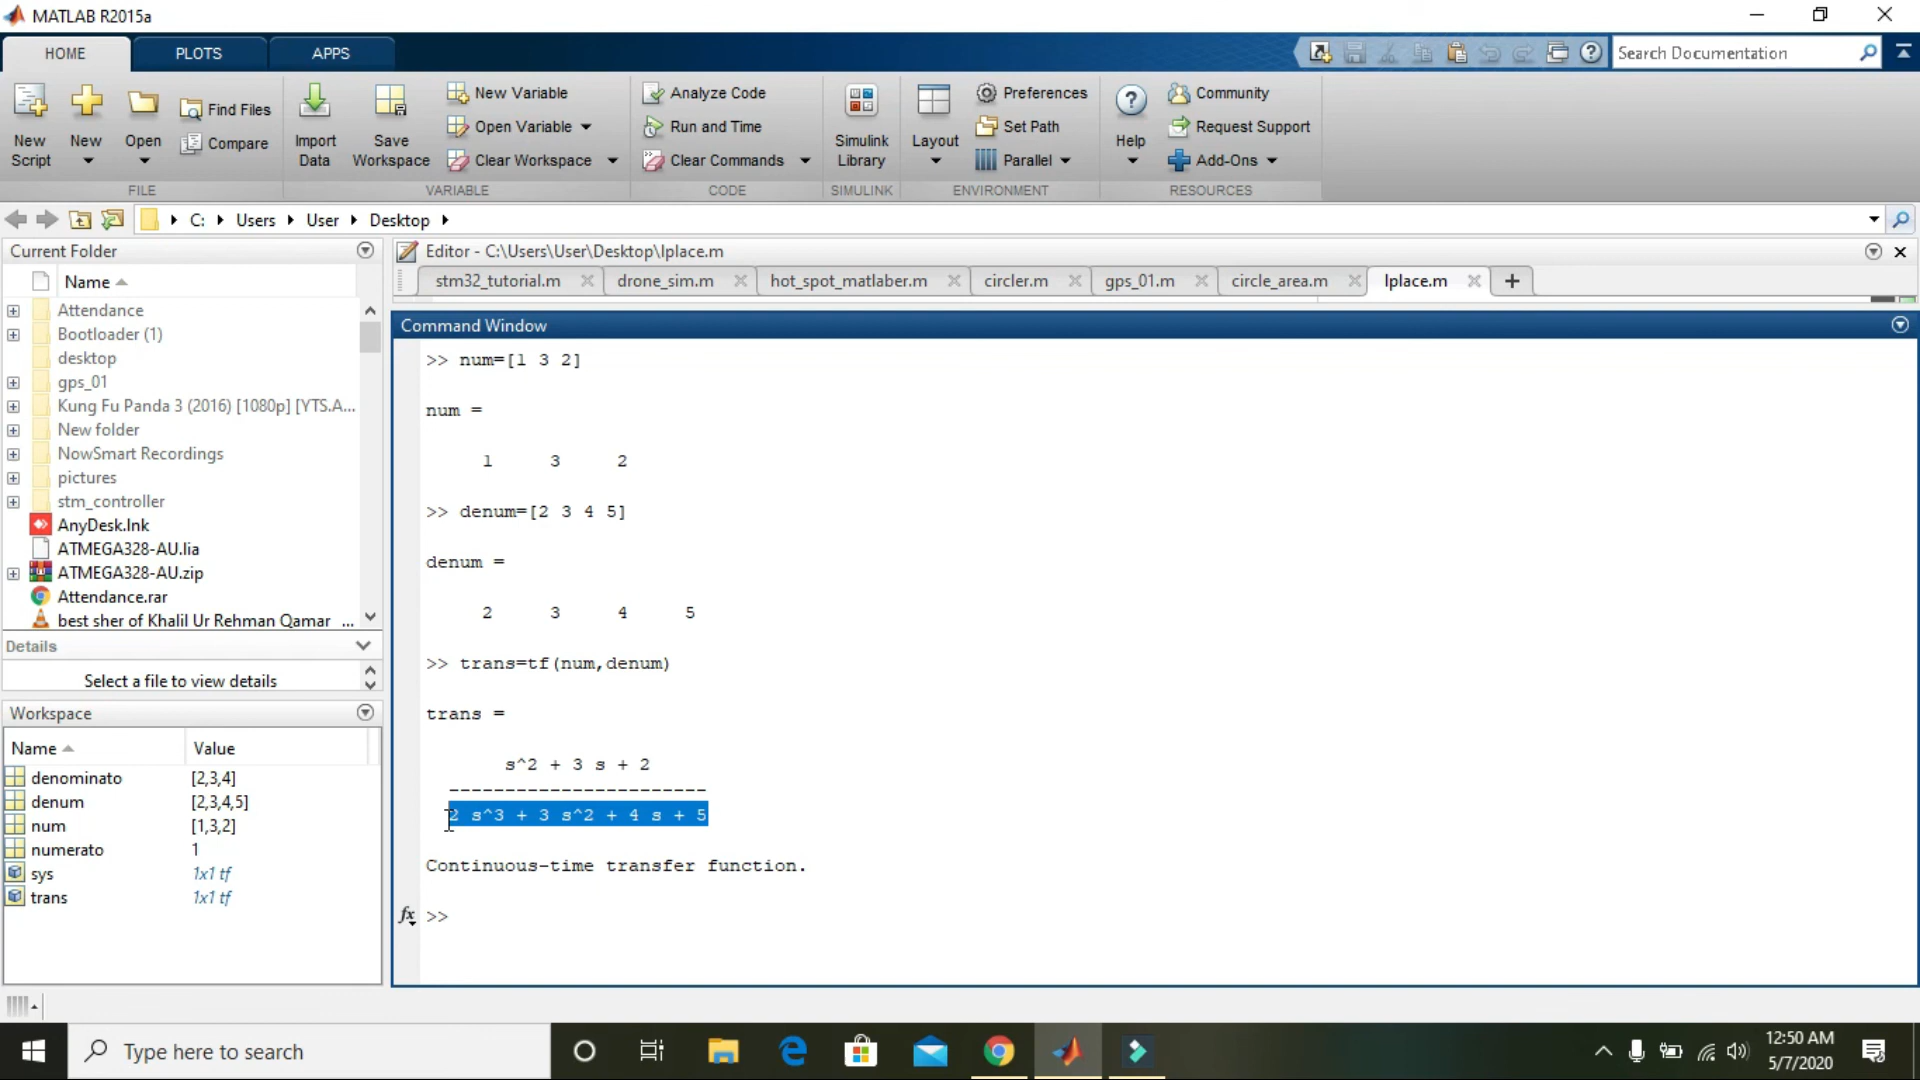 MATLAB R2015a
HOME
PLOTS
APPS
Search Documentation
New Script
New
Open
Find Files
Compare
FILE
Import Data
Save Workspace
New Variable
Open Variable
Clear Workspace
VARIABLE
Analyze Code
Run and Time
Clear Commands
CODE
Simulink Library
SIMULINK
Layout
Preferences
Set Path
Parallel
ENVIRONMENT
Help
Community
Request Support
Add-Ons
RESOURCES
C: Users User Desktop
Current Folder
Name
Attendance
Bootloader (1)
desktop
gps_01
Kung Fu Panda 3 (2016) [1080p] [YTS.A...
New folder
NowSmart Recordings
pictures
stm_controller
AnyDesk.lnk
ATMEGA328-AU.lia
ATMEGA328-AU.zip
Attendance.rar
best sher of Khalil Ur Rehman Qamar ...
Details
Select a file to view details
Workspace
Name Value
denominato [2,3,4]
denum [2,3,4,5]
num [1,3,2]
numerato 1
sys 1x1 tf
trans 1x1 tf
Editor - C:\Users\User\Desktop\lplace.m
stm32_tutorial.m drone_sim.m hot_spot_matlaber.m circler.m gps_01.m circle_area.m lplace.m +
Command Window
>> num=[1 3 2]
num =
1 3 2
>> denum=[2 3 4 5]
denum =
2 3 4 5
>> trans=tf(num,denum)
trans =
s^2 + 3 s + 2
-----------------------
2 s^3 + 3 s^2 + 4 s + 5
Continuous-time transfer function.
fx >>
Type here to search
12:50 AM
5/7/2020